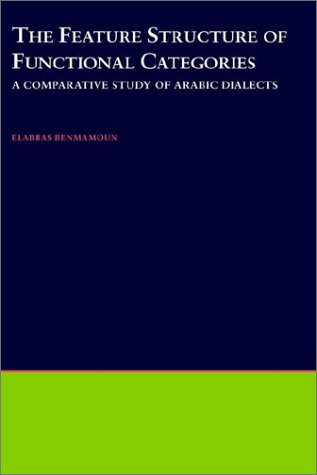 THE FEATURE STRUCTURE OF
FUNCTIONAL CATEGORIES
A COMPARATIVE STUDY OF ARABIC DIALECTS
ELABBAS BENMAMOUN